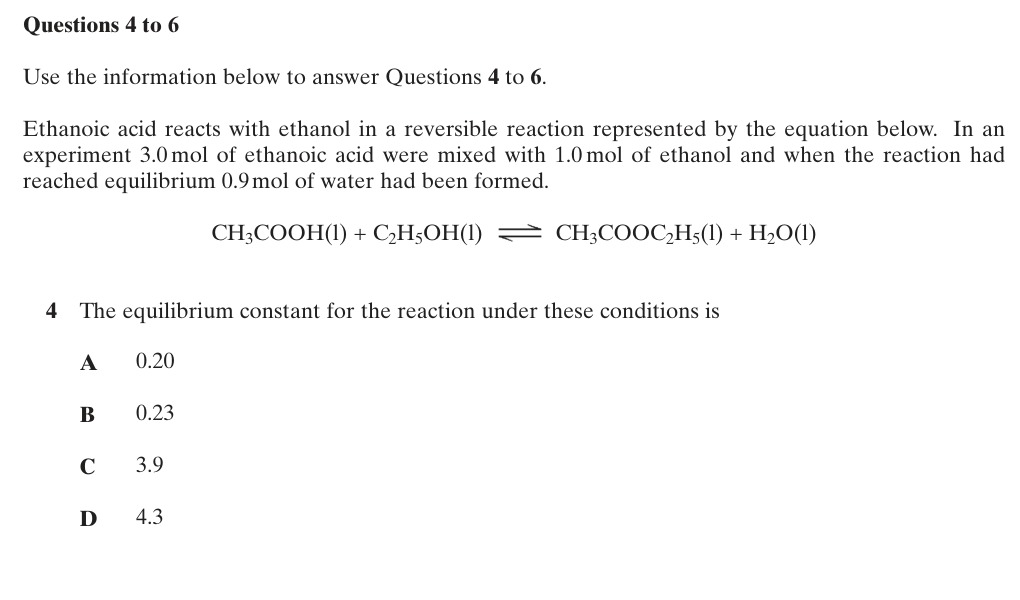 Questions 4 to 6
Use the information below to answer Questions 4 to 6.
Ethanoic acid reacts with ethanol in a reversible reaction represented by the equation below. In an
experiment 3.0 mol of ethanoic acid were mixed with 1.0 mol of ethanol and when the reaction had
reached equilibrium 0.9 mol of water had been formed.
CH₃COOH(l) + C₂H₅OH(l) ⇌ CH₃COOC₂H₅(l) + H₂O(l)
4 The equilibrium constant for the reaction under these conditions is
A 0.20
B 0.23
C 3.9
D 4.3